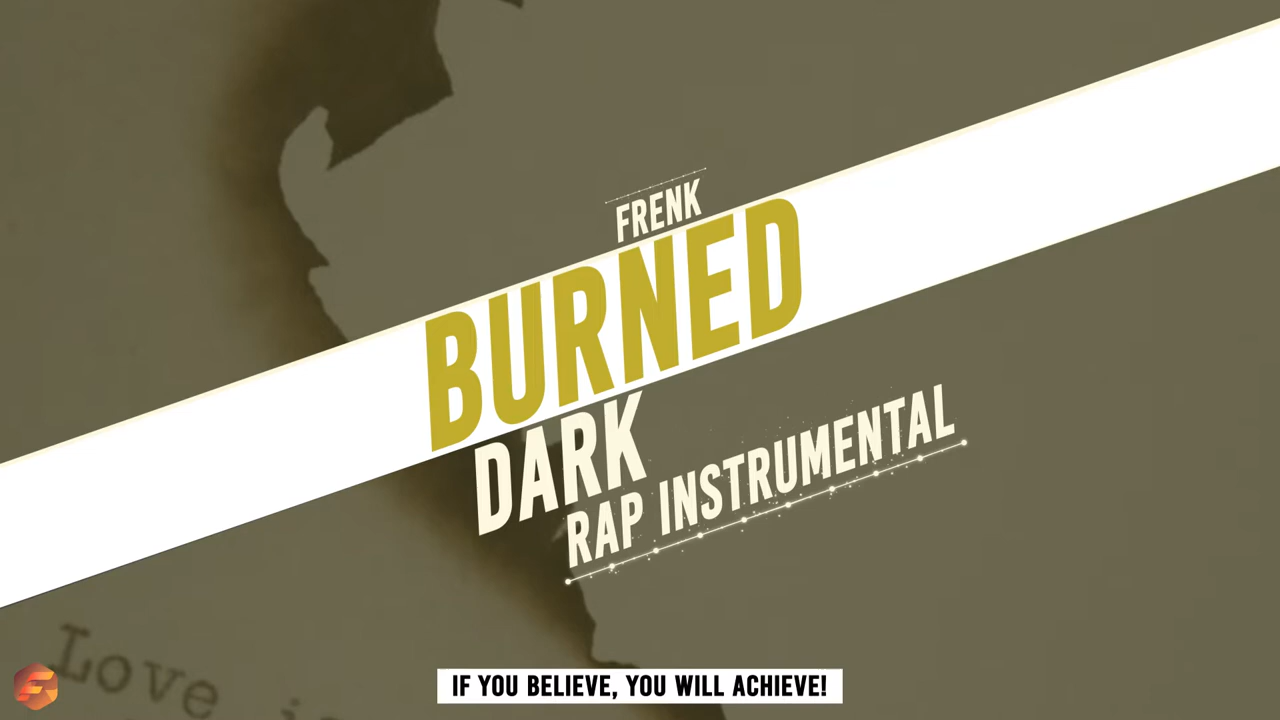 FRENK
BURNED
DARK
RAP INSTRUMENTAL
Love i
IF YOU BELIEVE, YOU WILL ACHIEVE!